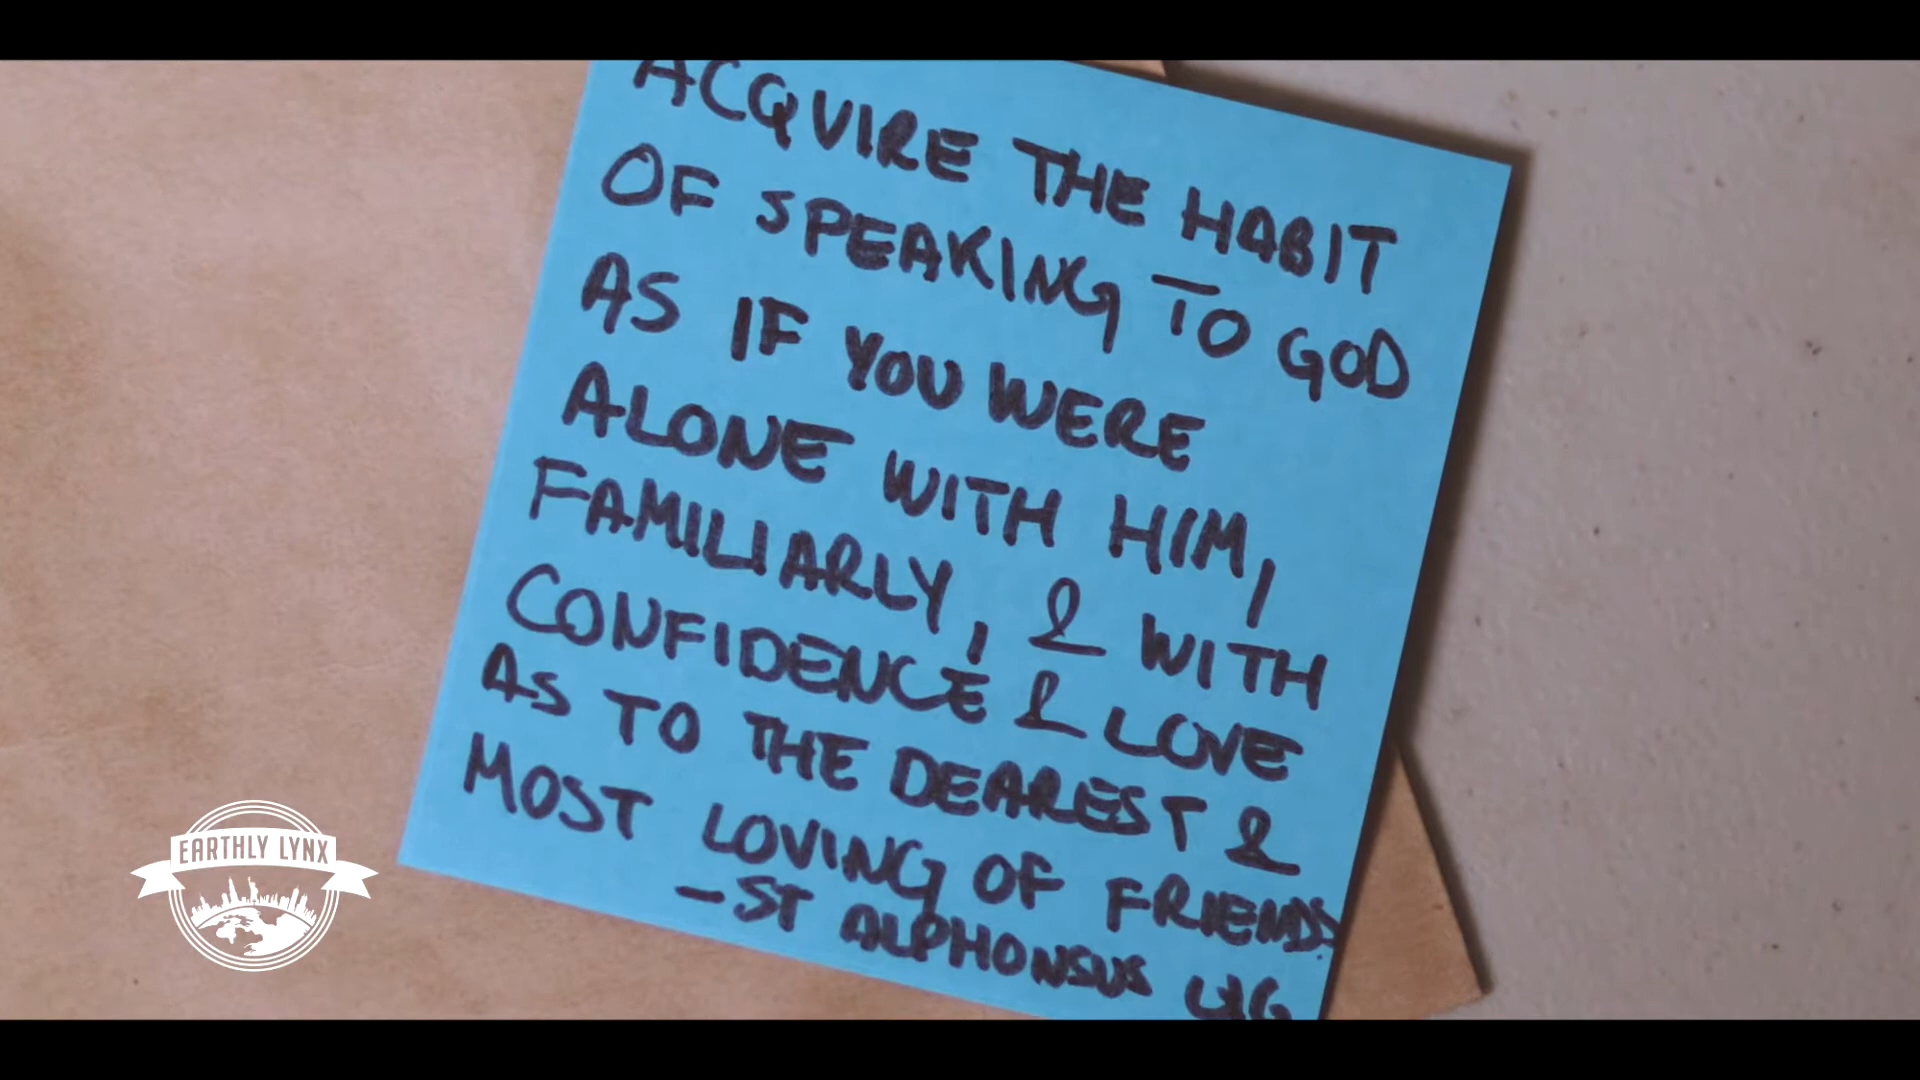 ACQUIRE THE HABIT
OF SPEAKING TO GOD
AS IF YOU WERE
ALONE WITH HIM,
FAMILIARLY, & WITH
CONFIDENCE & LOVE
AS TO THE DEAREST &
MOST LOVING OF FRIENDS.
- ST ALPHONSUS LIG
EARTHLY LYNX